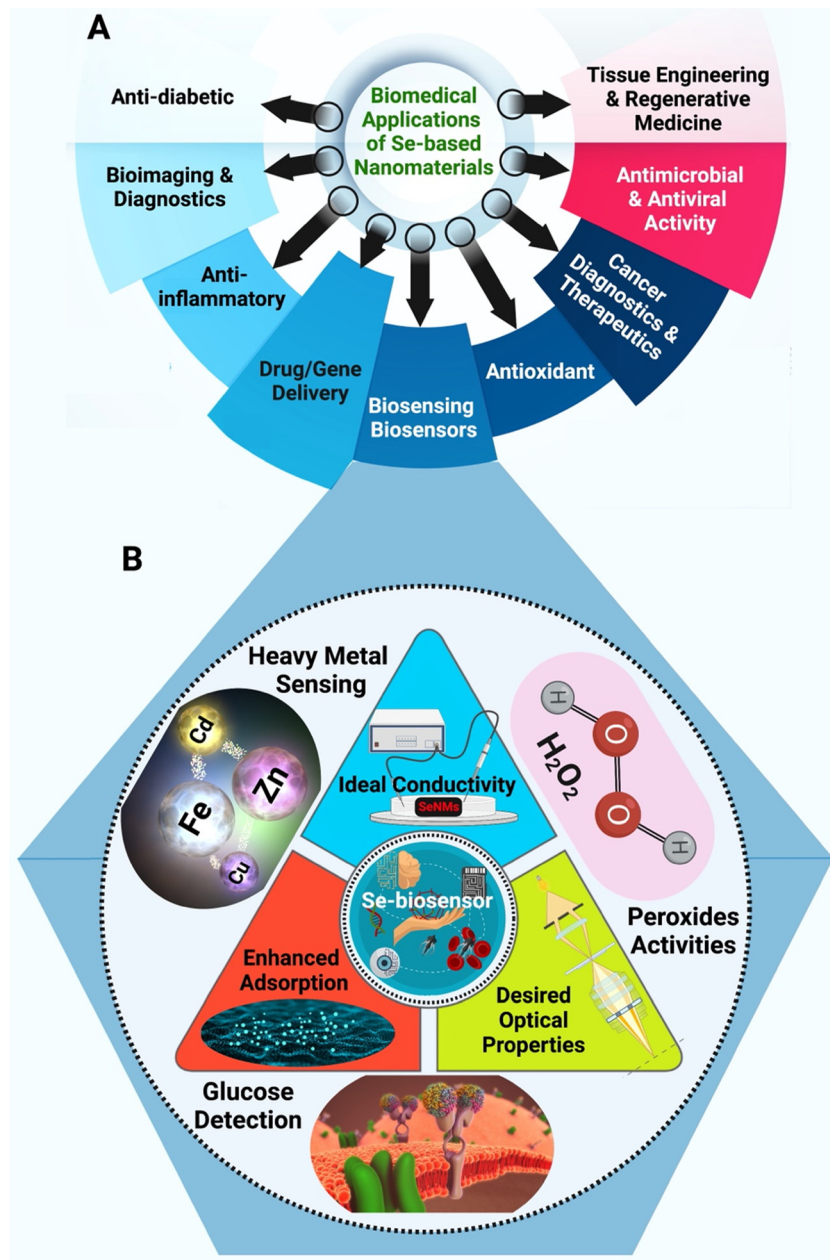 A
Biomedical
Applications
of Se-based
Nanomaterials
Anti-diabetic
Bioimaging &
Diagnostics
Anti-
inflammatory
Drug/Gene
Delivery
Biosensing
Biosensors
Antioxidant
Cancer
Diagnostics &
Therapeutics
Antimicrobial
& Antiviral
Activity
Tissue Engineering
& Regenerative
Medicine
B
Heavy Metal
Sensing
Cd
Zn
Fe
Cu
Ideal Conductivity
SeNMs
H
O
O
H
H₂O₂
Peroxides
Activities
Se-biosensor
Enhanced
Adsorption
Desired
Optical
Properties
Glucose
Detection